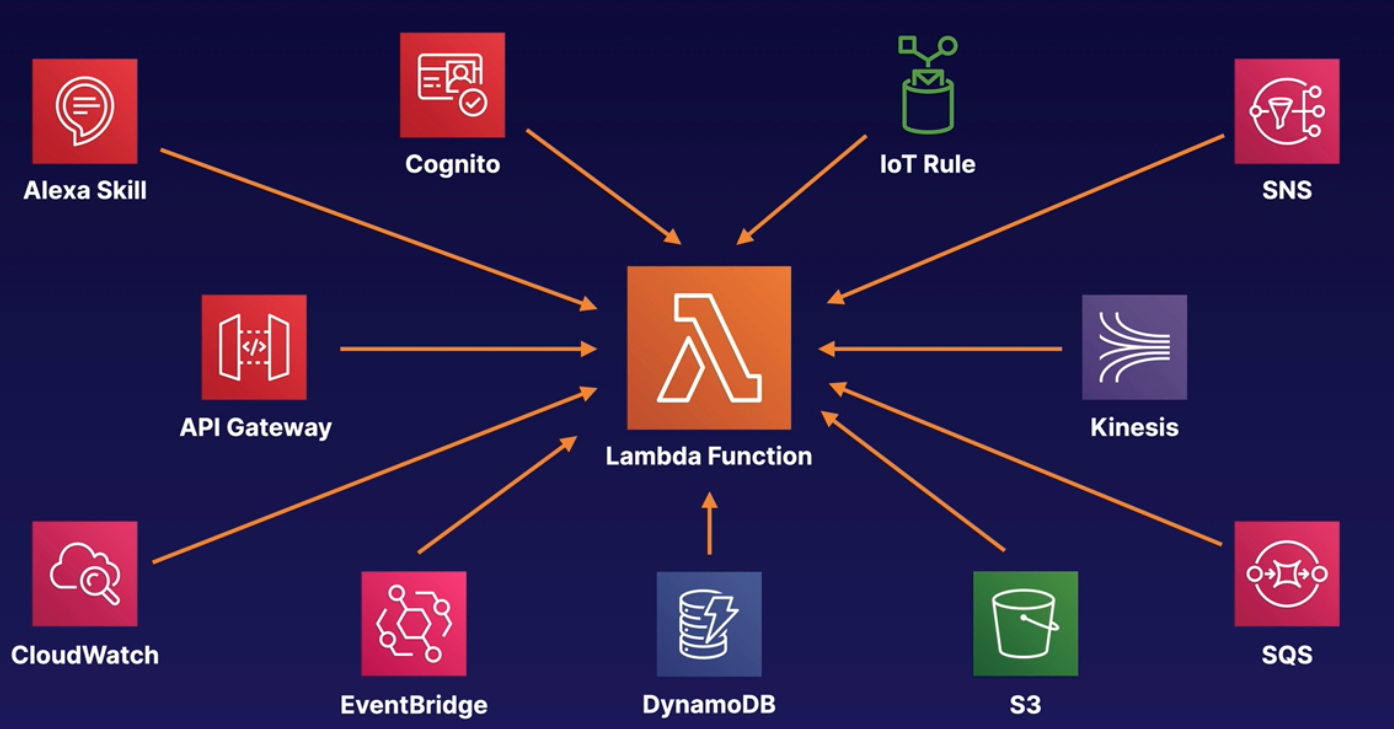 Alexa Skill
Cognito
IoT Rule
SNS
</>
API Gateway
Lambda Function
Kinesis
CloudWatch
EventBridge
DynamoDB
S3
SQS